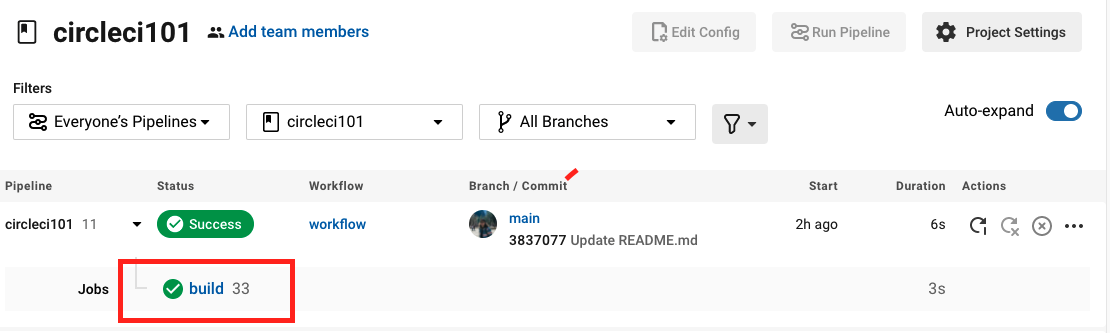 circleci101 Add team members Edit Config Run Pipeline Project Settings
Filters
Everyone's Pipelines circleci101 All Branches Auto-expand
Pipeline Status Workflow Branch / Commit Start Duration Actions
circleci101 11 Success workflow main 2h ago 6s
3837077 Update README.md
Jobs build 33 3s